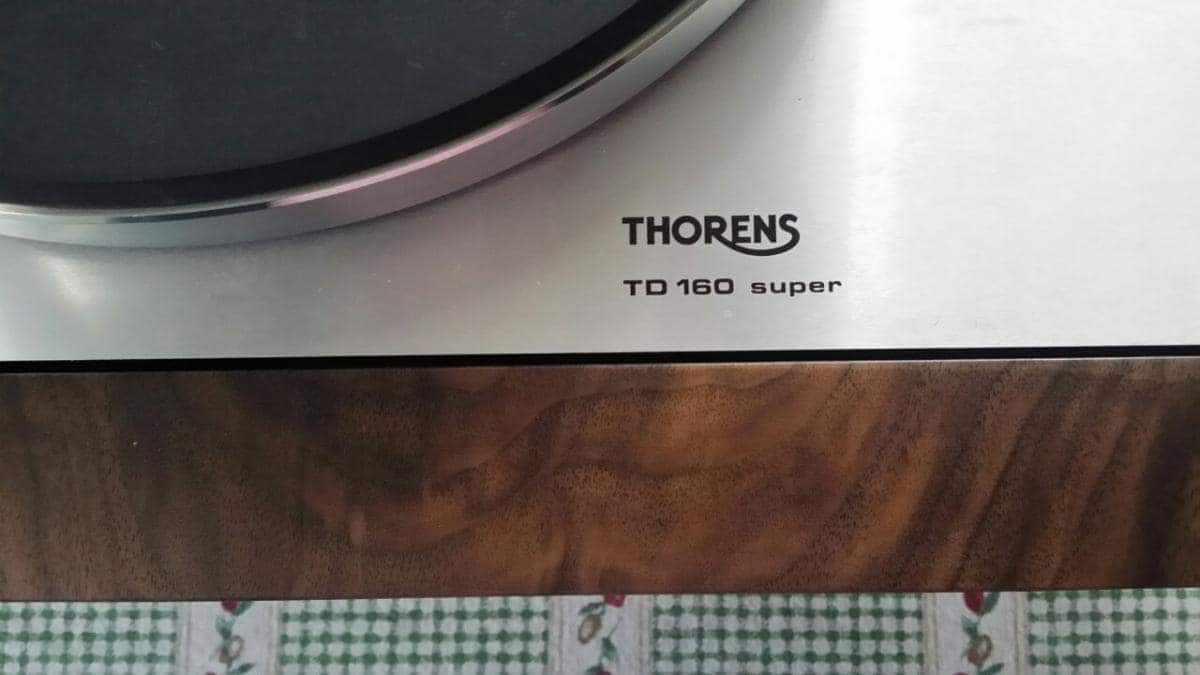 THORENS
TD 160 super